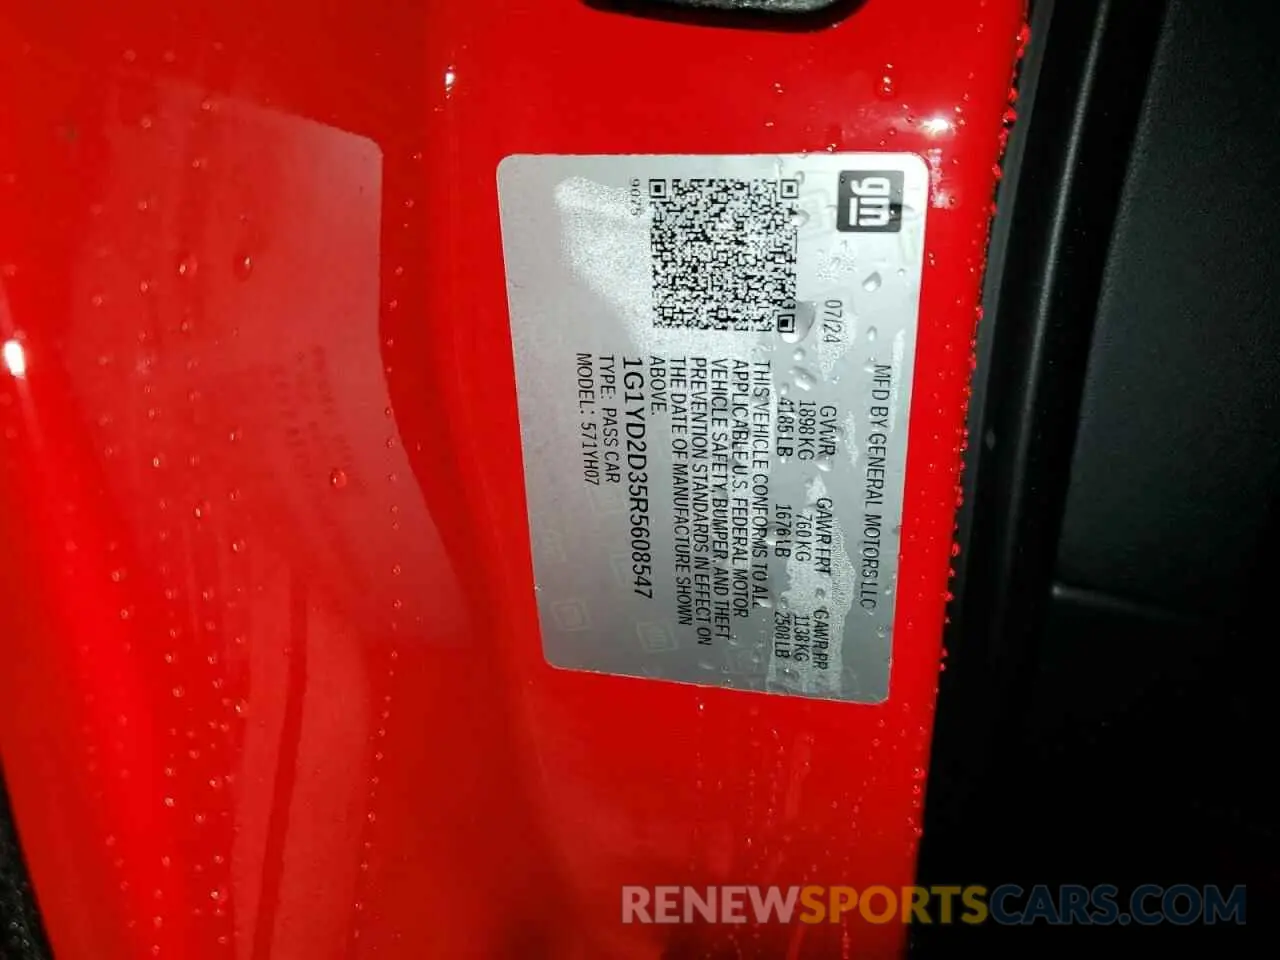 gm
MFD BY GENERAL MOTORS LLC
07/24 GVWR GAWR FRT GAWR RR
1898 KG 760 KG 1138 KG
4185 LB 1676 LB 2508 LB
THIS VEHICLE CONFORMS TO ALL
APPLICABLE U.S. FEDERAL MOTOR
VEHICLE SAFETY, BUMPER, AND THEFT
PREVENTION STANDARDS IN EFFECT ON
THE DATE OF MANUFACTURE SHOWN
ABOVE.
1G1YD2D35R5608547
TYPE: PASS CAR
MODEL: 571YH07
RENEWSPORTSCARS.COM